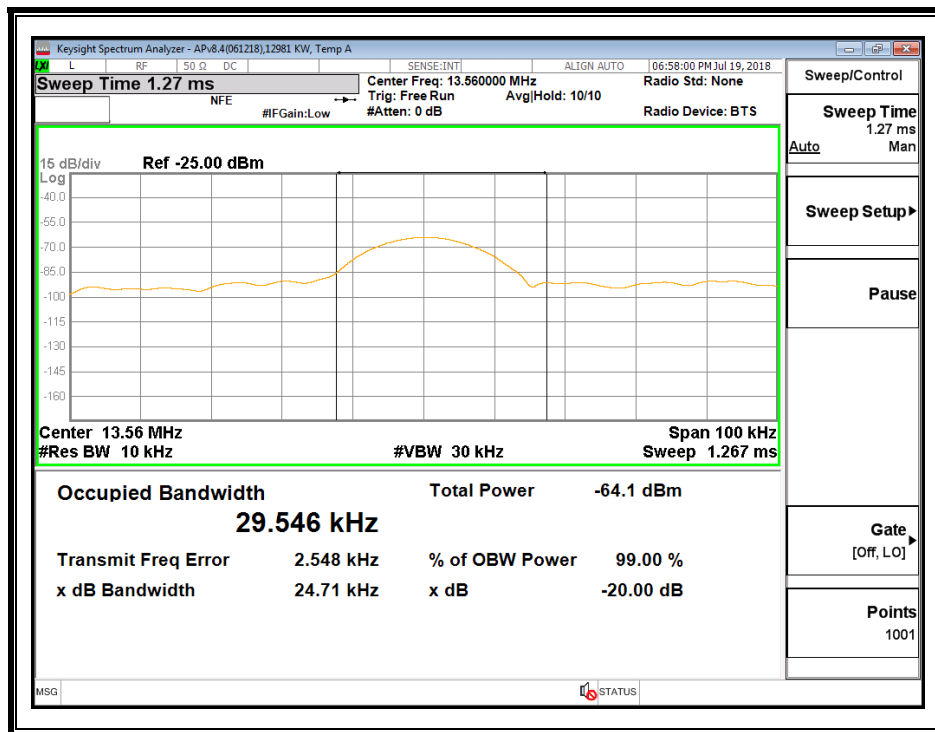 Keysight Spectrum Analyzer - APv8.4(061218),12981 KW, Temp A
LXI L RF 50 Ω DC SENSE:INT ALIGN AUTO 06:58:00 PM Jul 19, 2018
Sweep Time 1.27 ms
NFE
#IFGain:Low
Center Freq: 13.560000 MHz
Trig: Free Run Avg|Hold: 10/10
#Atten: 0 dB
Radio Std: None
Radio Device: BTS
15 dB/div Ref -25.00 dBm
Log
-40.0
-55.0
-70.0
-85.0
-100
-115
-130
-145
-160
Center 13.56 MHz Span 100 kHz
#Res BW 10 kHz #VBW 30 kHz Sweep 1.267 ms
Occupied Bandwidth Total Power -64.1 dBm
29.546 kHz
Transmit Freq Error 2.548 kHz % of OBW Power 99.00 %
x dB Bandwidth 24.71 kHz x dB -20.00 dB
MSG STATUS
Sweep/Control
Sweep Time
1.27 ms
Auto Man
Sweep Setup
Pause
Gate
[Off, LO]
Points
1001